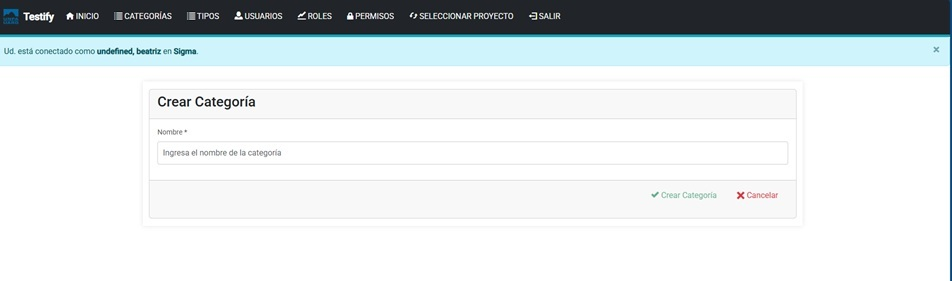 Testify INICIO CATEGORÍAS TIPOS USUARIOS ROLES PERMISOS SELECCIONAR PROYECTO SALIR
Ud. está conectado como undefined, beatriz en Sigma. ×
Crear Categoría
Nombre *
Ingresa el nombre de la categoría
Crear Categoría Cancelar